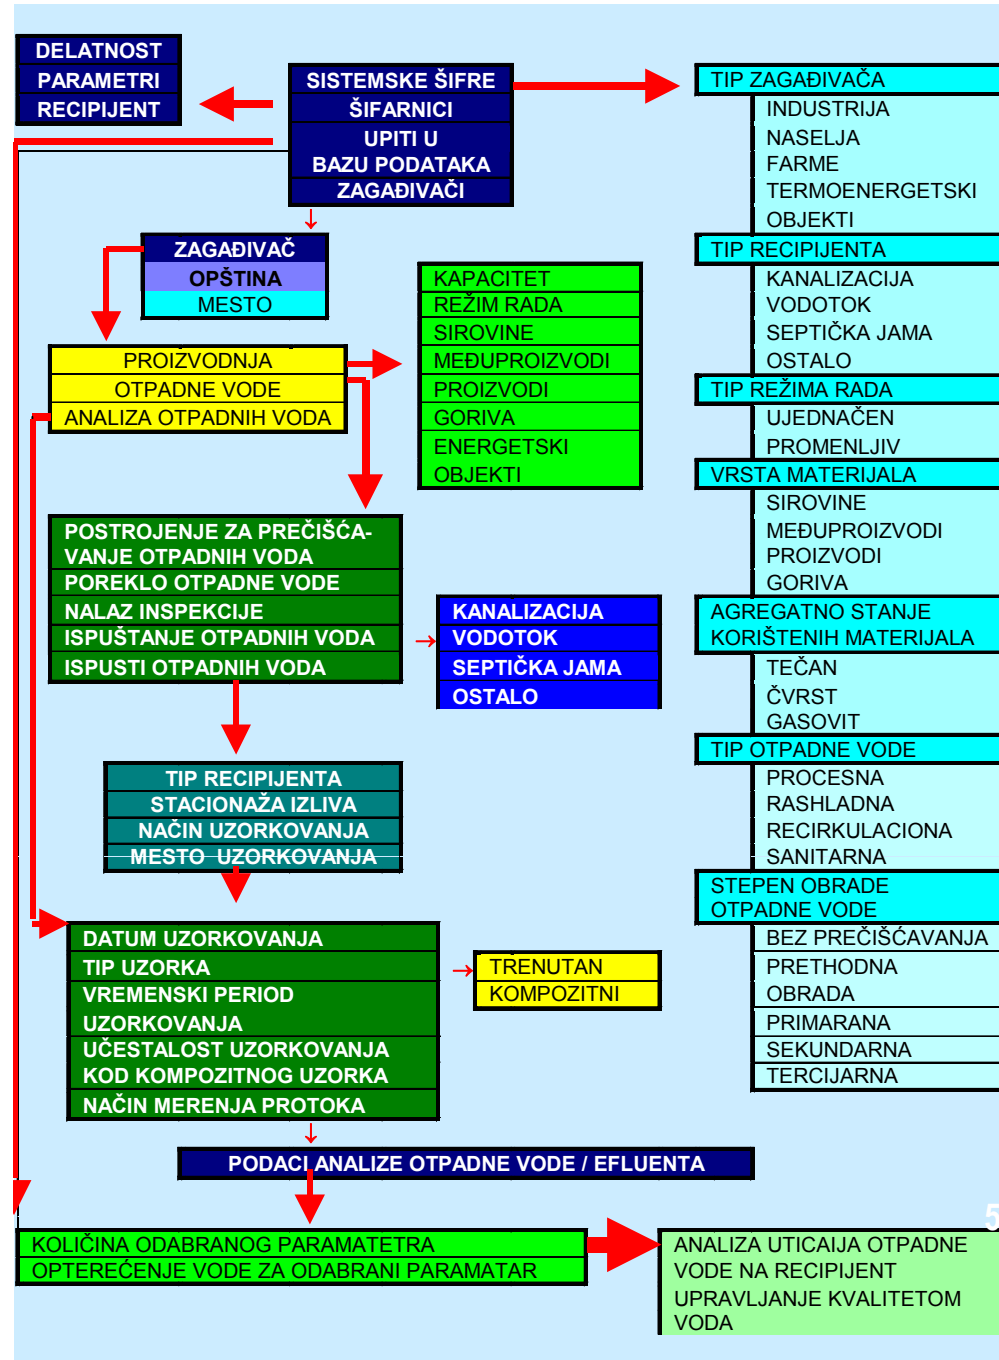 DELATNOST
PARAMETRI
RECIPIJENT
SISTEMSKE ŠIFRE
ŠIFARNICI
UPITI U
BAZU PODATAKA
ZAGAĐIVAČI
ZAGAĐIVAČ
OPŠTINA
MESTO
KAPACITET
REŽIM RADA
SIROVINE
MEĐUPROIZVODI
PROIZVODI
GORIVA
ENERGETSKI
OBJEKTI
PROIZVODNJA
OTPADNE VODE
ANALIZA OTPADNIH VODA
POSTROJENJE ZA PREČIŠĆA-
VANJE OTPADNIH VODA
POREKLO OTPADNE VODE
NALAZ INSPEKCIJE
ISPUŠTANJE OTPADNIH VODA
ISPUSTI OTPADNIH VODA
KANALIZACIJA
VODOTOK
SEPTIČKA JAMA
OSTALO
TIP RECIPIJENTA
STACIONAŽA IZLIVA
NAČIN UZORKOVANJA
MESTO UZORKOVANJA
DATUM UZORKOVANJA
TIP UZORKA
VREMENSKI PERIOD
UZORKOVANJA
UČESTALOST UZORKOVANJA
KOD KOMPOZITNOG UZORKA
NAČIN MERENJA PROTOKA
TRENUTAN
KOMPOZITNI
PODACI ANALIZE OTPADNE VODE / EFLUENTA
KOLIČINA ODABRANOG PARAMATETRA
OPTEREĆENJE VODE ZA ODABRANI PARAMATAR
TIP ZAGAĐIVAČA
INDUSTRIJA
NASELJA
FARME
TERMOENERGETSKI
OBJEKTI
TIP RECIPIJENTA
KANALIZACIJA
VODOTOK
SEPTIČKA JAMA
OSTALO
TIP REŽIMA RADA
UJEDNAČEN
PROMENLJIV
VRSTA MATERIJALA
SIROVINE
MEĐUPROIZVODI
PROIZVODI
GORIVA
AGREGATNO STANJE
KORIŠTENIH MATERIJALA
TEČAN
ČVRST
GASOVIT
TIP OTPADNE VODE
PROCESNA
RASHLADNA
RECIRKULACIONA
SANITARNA
STEPEN OBRADE
OTPADNE VODE
BEZ PREČIŠĆAVANJA
PRETHODNA
OBRADA
PRIMARANA
SEKUNDARNA
TERCIJARNA
5
ANALIZA UTICAIJA OTPADNE
VODE NA RECIPIJENT
UPRAVLJANJE KVALITETOM
VODA